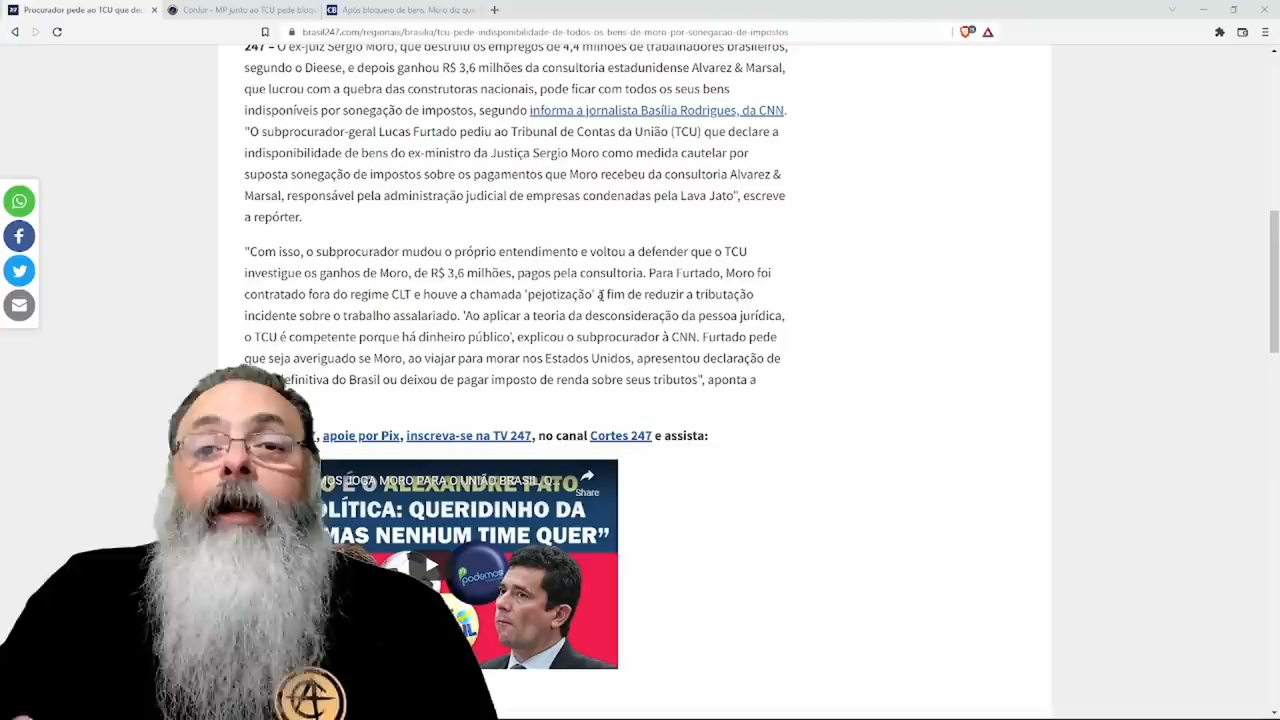 Procurador pede ao TCU que de
ConJur - MP junto ao TCU pede bloq
Após bloqueio de bens, Moro diz que
brasil247.com/regionais/brasilia/tcu-pede-indisponibilidade-de-todos-os-bens-de-moro-por-sonegacao-de-impostos
247 – O ex-juiz Sergio Moro, que destruiu os empregos de 4,4 milhões de trabalhadores brasileiros,
segundo o Dieese, e depois ganhou R$ 3,6 milhões da consultoria estadunidense Alvarez & Marsal,
que lucrou com a quebra das construtoras nacionais, pode ficar com todos os seus bens
indisponíveis por sonegação de impostos, segundo informa a jornalista Basília Rodrigues, da CNN.
"O subprocurador-geral Lucas Furtado pediu ao Tribunal de Contas da União (TCU) que declare a
indisponibilidade de bens do ex-ministro da Justiça Sergio Moro como medida cautelar por
suposta sonegação de impostos sobre os pagamentos que Moro recebeu da consultoria Alvarez &
Marsal, responsável pela administração judicial de empresas condenadas pela Lava Jato", escreve
a repórter.
"Com isso, o subprocurador mudou o próprio entendimento e voltou a defender que o TCU
investigue os ganhos de Moro, de R$ 3,6 milhões, pagos pela consultoria. Para Furtado, Moro foi
contratado fora do regime CLT e houve a chamada 'pejotização' a fim de reduzir a tributação
incidente sobre o trabalho assalariado. 'Ao aplicar a teoria da desconsideração da pessoa jurídica,
o TCU é competente porque há dinheiro público', explicou o subprocurador à CNN. Furtado pede
que seja averiguado se Moro, ao viajar para morar nos Estados Unidos, apresentou declaração de
efinitiva do Brasil ou deixou de pagar imposto de renda sobre seus tributos", aponta a
, apoie por Pix, inscreva-se na TV 247, no canal Cortes 247 e assista:
MOS JOGA MORO PARA O UNIÃO BRASIL, O...
O É O ALEXANDRE PATO
Share
OLÍTICA: QUERIDINHO DA
MAS NENHUM TIME QUER"
podemos